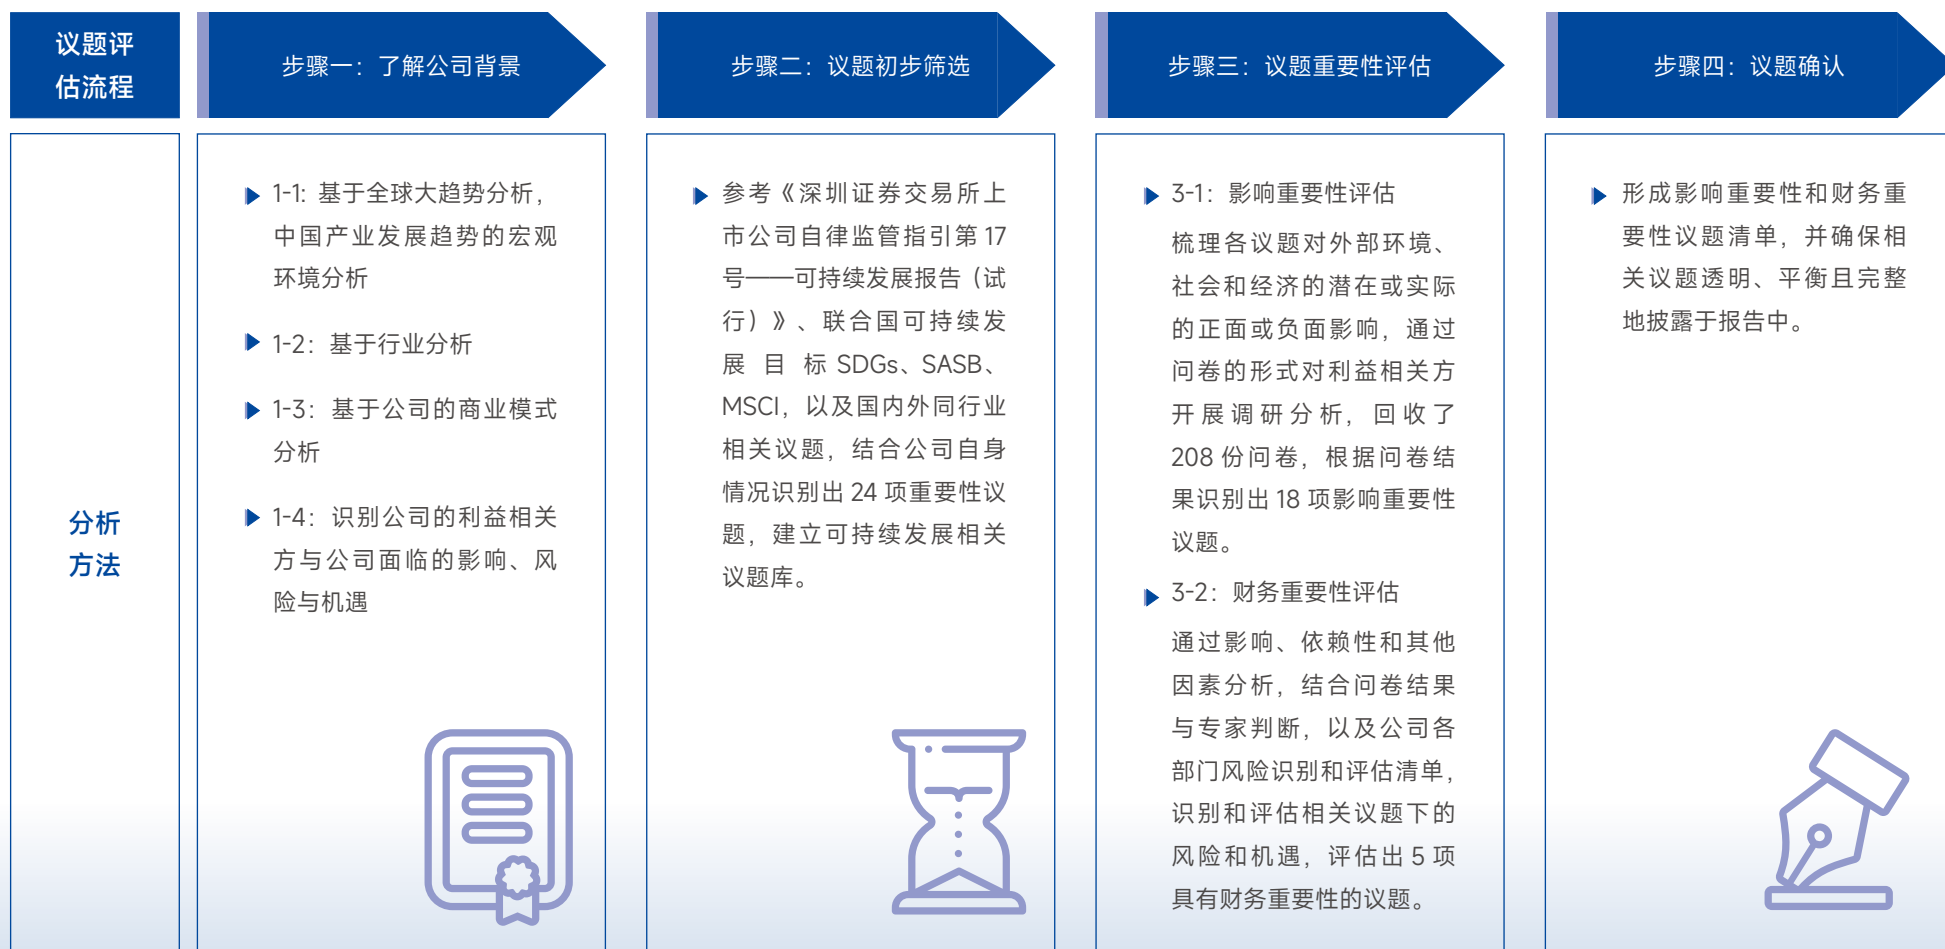 议题评
估流程
步骤一：了解公司背景
步骤二：议题初步筛选
步骤三：议题重要性评估
步骤四：议题确认
分析
方法
1-1: 基于全球大趋势分析，
中国产业发展趋势的宏观
环境分析
1-2：基于行业分析
1-3：基于公司的商业模式
分析
1-4：识别公司的利益相关
方与公司面临的影响、风
险与机遇
参考《深圳证券交易所上
市公司自律监管指引第 17
号——可持续发展报告（试
行）》、联合国可持续发
展目标 SDGs、SASB、
MSCI，以及国内外同行业
相关议题，结合公司自身
情况识别出 24 项重要性议
题，建立可持续发展相关
议题库。
3-1：影响重要性评估
梳理各议题对外部环境、
社会和经济的潜在或实际
的正面或负面影响，通过
问卷的形式对利益相关方
开展调研分析，回收了
208 份问卷，根据问卷结
果识别出 18 项影响重要性
议题。
3-2：财务重要性评估
通过影响、依赖性和其他
因素分析，结合问卷结果
与专家判断，以及公司各
部门风险识别和评估清单，
识别和评估相关议题下的
风险和机遇，评估出 5 项
具有财务重要性的议题。
形成影响重要性和财务重
要性议题清单，并确保相
关议题透明、平衡且完整
地披露于报告中。